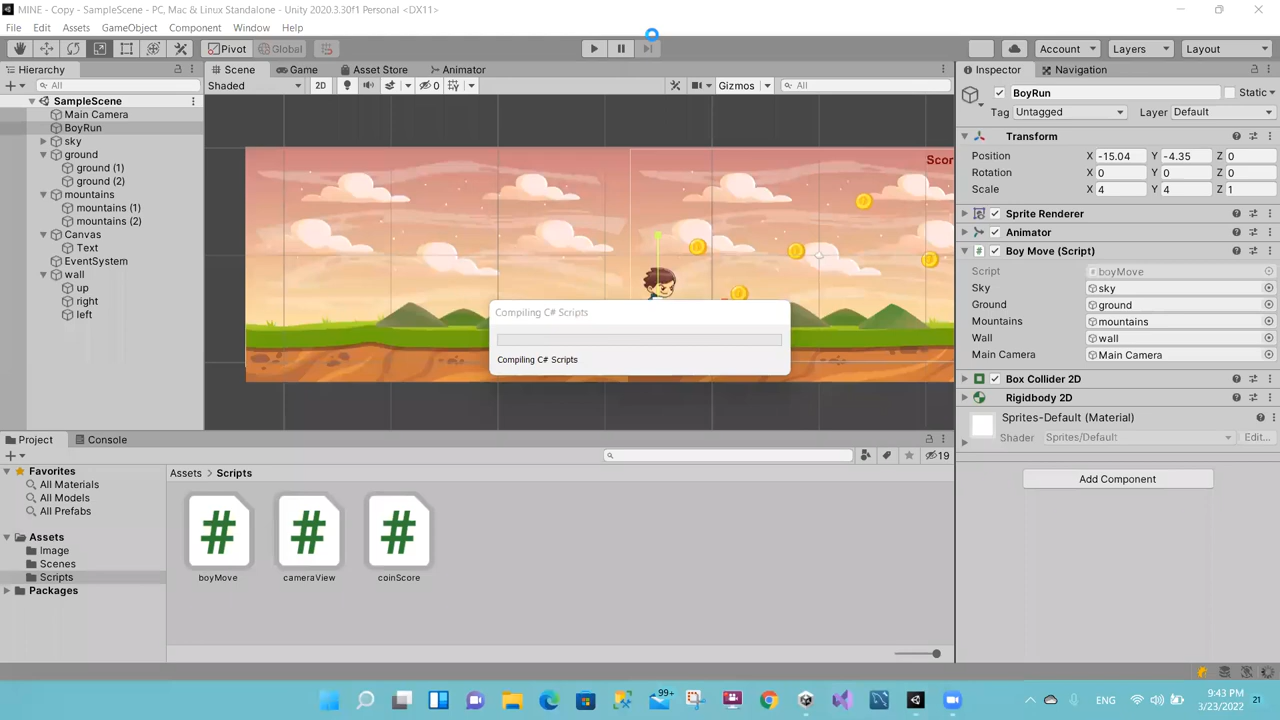 MINE - Copy - SampleScene - PC, Mac & Linux Standalone - Unity 2020.3.30f1 Personal <DX11>
File Edit Assets GameObject Component Window Help
Pivot Global Account Layers Layout
Hierarchy
All
SampleScene
Main Camera
BoyRun
sky
ground
ground (1)
ground (2)
mountains
mountains (1)
mountains (2)
Canvas
Text
EventSystem
wall
up
right
left
Scene Game Asset Store Animator
Shaded 2D 0 Gizmos All
Scor
Compiling C# Scripts
Compiling C# Scripts
Inspector Navigation
BoyRun Static
Tag Untagged Layer Default
Transform
Position X -15.04 Y -4.35 Z 0
Rotation X 0 Y 0 Z 0
Scale X 4 Y 4 Z 1
Sprite Renderer
Animator
Boy Move (Script)
Script boyMove
Sky sky
Ground ground
Mountains mountains
Wall wall
Main Camera Main Camera
Box Collider 2D
Rigidbody 2D
Sprites-Default (Material)
Shader Sprites/Default Edit...
Add Component
Project Console
19
Favorites
All Materials
All Models
All Prefabs
Assets
Image
Scenes
Scripts
Packages
Assets > Scripts
boyMove cameraView coinScore
99+
ENG
9:43 PM
3/23/2022
21